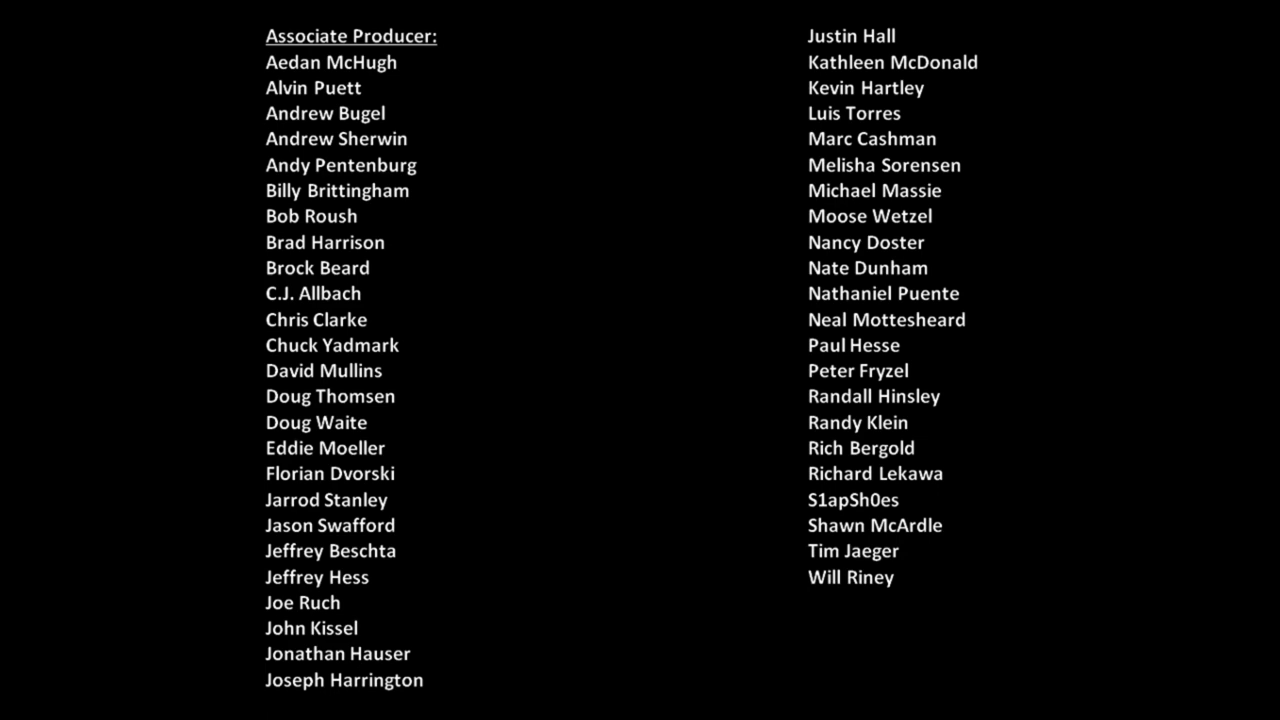 Associate Producer:
Aedan McHugh
Alvin Puett
Andrew Bugel
Andrew Sherwin
Andy Pentenburg
Billy Brittingham
Bob Roush
Brad Harrison
Brock Beard
C.J. Allbach
Chris Clarke
Chuck Yadmark
David Mullins
Doug Thomsen
Doug Waite
Eddie Moeller
Florian Dvorski
Jarrod Stanley
Jason Swafford
Jeffrey Beschta
Jeffrey Hess
Joe Ruch
John Kissel
Jonathan Hauser
Joseph Harrington
Justin Hall
Kathleen McDonald
Kevin Hartley
Luis Torres
Marc Cashman
Melisha Sorensen
Michael Massie
Moose Wetzel
Nancy Doster
Nate Dunham
Nathaniel Puente
Neal Mottesheard
Paul Hesse
Peter Fryzel
Randall Hinsley
Randy Klein
Rich Bergold
Richard Lekawa
S1apSh0es
Shawn McArdle
Tim Jaeger
Will Riney